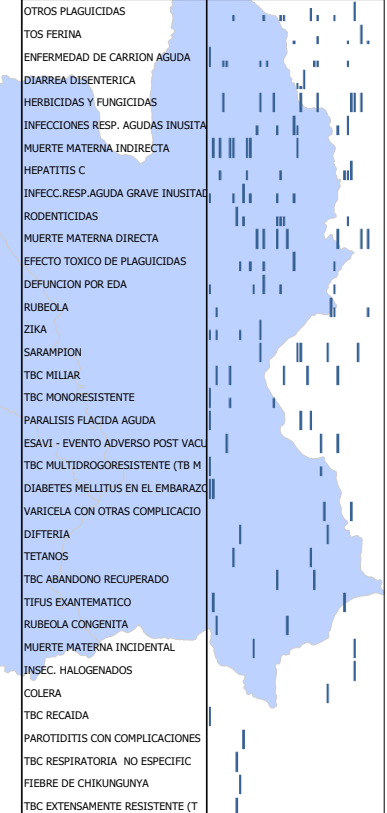 OTROS PLAGUICIDAS
TOS FERINA
ENFERMEDAD DE CARRION AGUDA
DIARREA DISENTERICA
HERBICIDAS Y FUNGICIDAS
INFECCIONES RESP. AGUDAS INUSITA
MUERTE MATERNA INDIRECTA
HEPATITIS C
INFECC.RESP.AGUDA GRAVE INUSITAD
RODENTICIDAS
MUERTE MATERNA DIRECTA
EFECTO TOXICO DE PLAGUICIDAS
DEFUNCION POR EDA
RUBEOLA
ZIKA
SARAMPION
TBC MILIAR
TBC MONORESISTENTE
PARALISIS FLACIDA AGUDA
ESAVI - EVENTO ADVERSO POST VACU
TBC MULTIDROGORESISTENTE (TB M
DIABETES MELLITUS EN EL EMBARAZO
VARICELA CON OTRAS COMPLICACIO
DIFTERIA
TETANOS
TBC ABANDONO RECUPERADO
TIFUS EXANTEMATICO
RUBEOLA CONGENITA
MUERTE MATERNA INCIDENTAL
INSEC. HALOGENADOS
COLERA
TBC RECAIDA
PAROTIDITIS CON COMPLICACIONES
TBC RESPIRATORIA  NO ESPECIFIC
FIEBRE DE CHIKUNGUNYA
TBC EXTENSAMENTE RESISTENTE (T